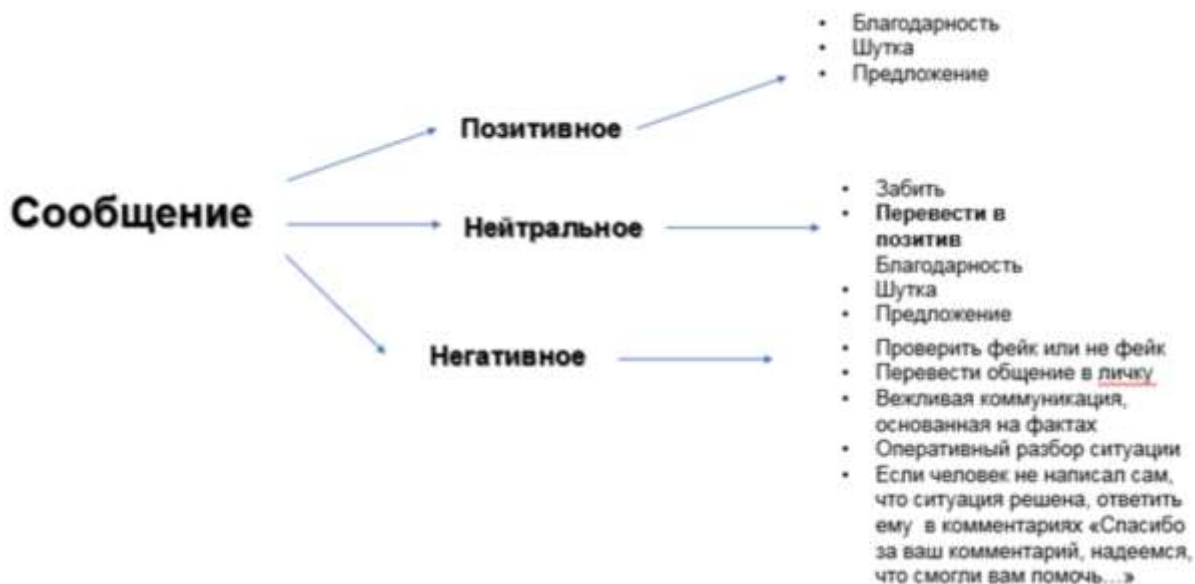 Сообщение
Позитивное
• Благодарность
• Шутка
• Предложение
Нейтральное
• Забить
• Перевести в
позитив
Благодарность
• Шутка
• Предложение
Негативное
• Проверить фейк или не фейк
• Перевести общение в личку
• Вежливая коммуникация,
основанная на фактах
• Оперативный разбор ситуации
• Если человек не написал сам,
что ситуация решена, ответить
ему в комментариях «Спасибо
за ваш комментарий, надеемся,
что смогли вам помочь...»